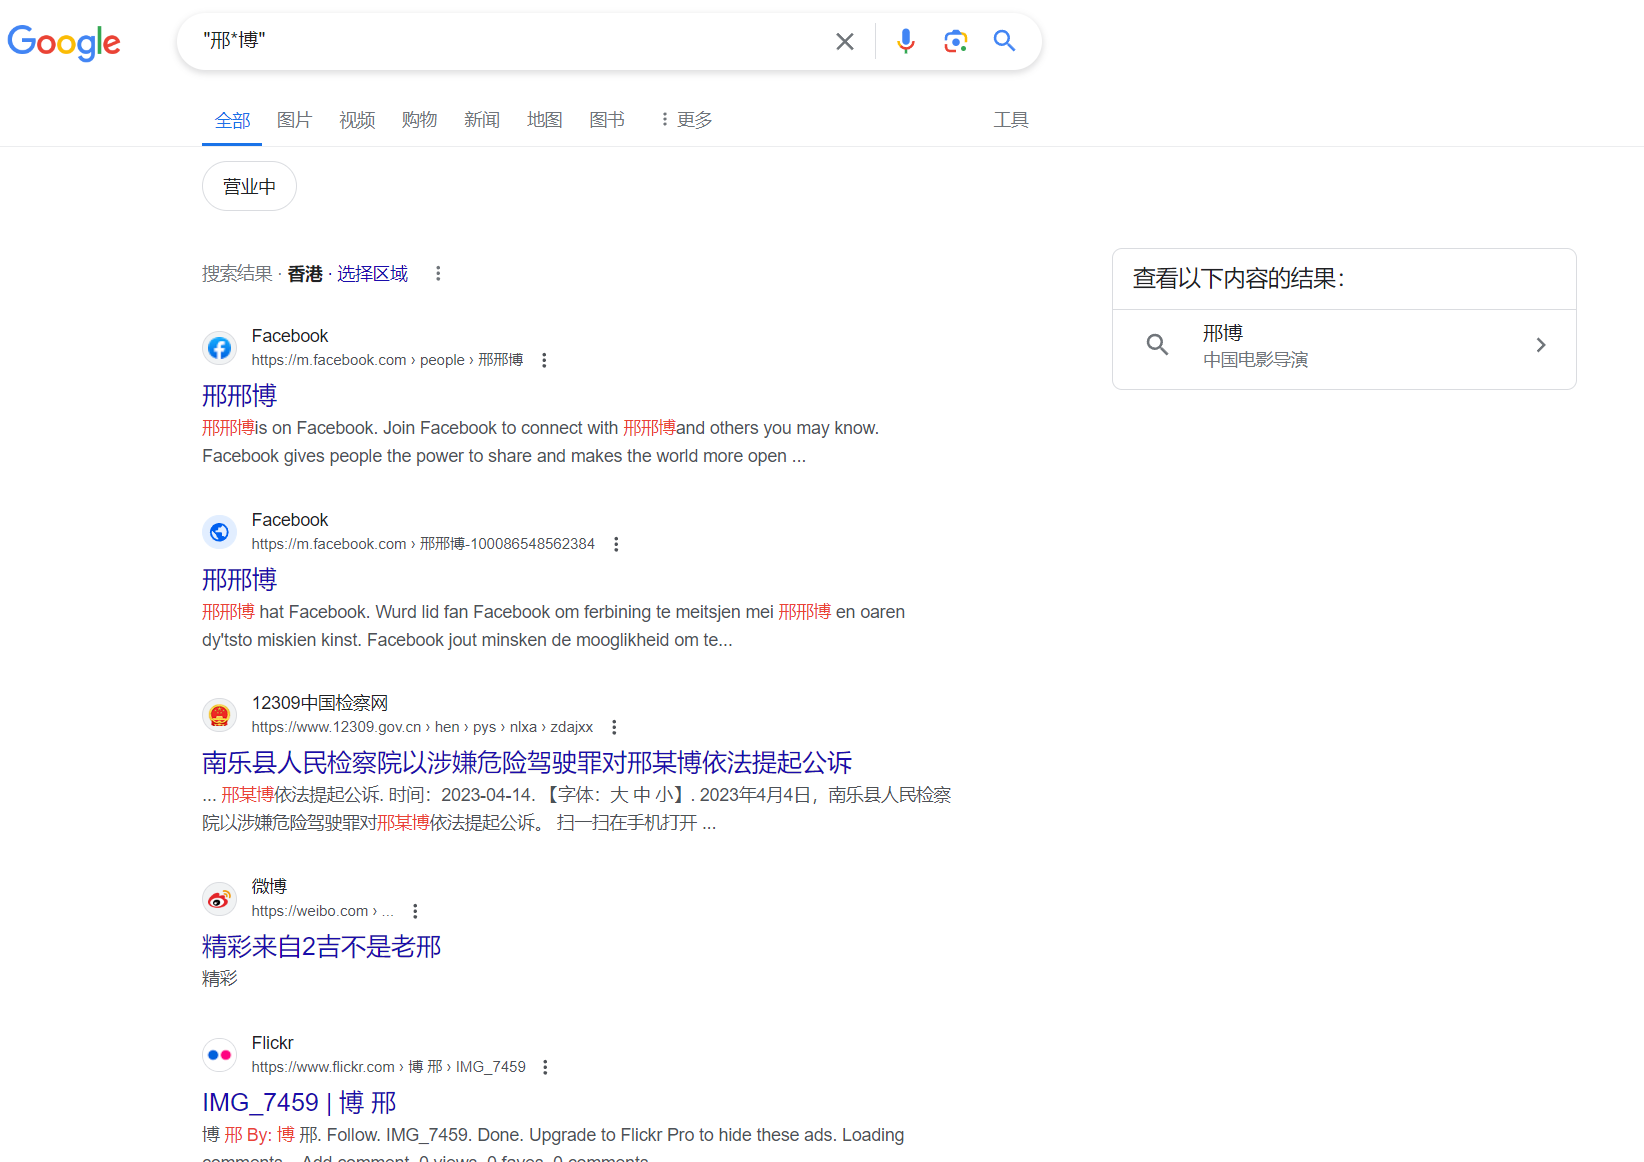 Google
"邢*博"
全部 图片 视频 购物 新闻 地图 图书 更多 工具
营业中
搜索结果 · 香港 · 选择区域
Facebook
https://m.facebook.com › people › 邢邢博
邢邢博
邢邢博is on Facebook. Join Facebook to connect with 邢邢博and others you may know.
Facebook gives people the power to share and makes the world more open ...
Facebook
https://m.facebook.com › 邢邢博-100086548562384
邢邢博
邢邢博 hat Facebook. Wurd lid fan Facebook om ferbining te meitsjen mei 邢邢博 en oaren
dy'tsto miskien kinst. Facebook jout minsken de mooglikheid om te...
12309中国检察网
https://www.12309.gov.cn › hen › pys › nlxa › zdajxx
南乐县人民检察院以涉嫌危险驾驶罪对邢某博依法提起公诉
... 邢某博依法提起公诉. 时间：2023-04-14. 【字体：大 中 小】. 2023年4月4日，南乐县人民检察
院以涉嫌危险驾驶罪对邢某博依法提起公诉。 扫一扫在手机打开 ...
微博
https://weibo.com › ...
精彩来自2吉不是老邢
精彩
Flickr
https://www.flickr.com › 博 邢 › IMG_7459
IMG_7459 | 博 邢
博 邢 By: 博 邢. Follow. IMG_7459. Done. Upgrade to Flickr Pro to hide these ads. Loading
comments... Add comment. 0 views. 0 faves. 0 comments.
查看以下内容的结果：
邢博
中国电影导演